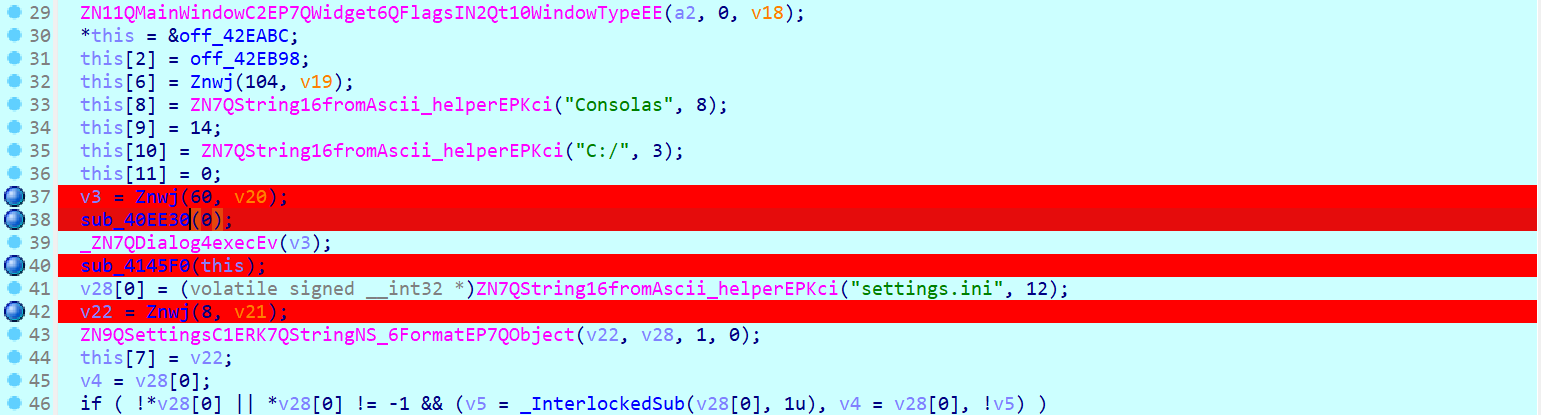 29 ZN11QMainWindowC2EP7QWidget6QFlagsIN2Qt10WindowTypeEE(a2, 0, v18);
30 *this = &off_42EABC;
31 this[2] = off_42EB98;
32 this[6] = Znwj(104, v19);
33 this[8] = ZN7QString16fromAscii_helperEPKci("Consolas", 8);
34 this[9] = 14;
35 this[10] = ZN7QString16fromAscii_helperEPKci("C:/", 3);
36 this[11] = 0;
37 v3 = Znwj(60, v20);
38 sub_40EE30(0);
39 _ZN7QDialog4execEv(v3);
40 sub_4145F0(this);
41 v28[0] = (volatile signed __int32 *)ZN7QString16fromAscii_helperEPKci("settings.ini", 12);
42 v22 = Znwj(8, v21);
43 ZN9QSettingsC1ERK7QStringNS_6FormatEP7QObject(v22, v28, 1, 0);
44 this[7] = v22;
45 v4 = v28[0];
46 if ( !*v28[0] || *v28[0] != -1 && (v5 = _InterlockedSub(v28[0], 1u), v4 = v28[0], !v5) )